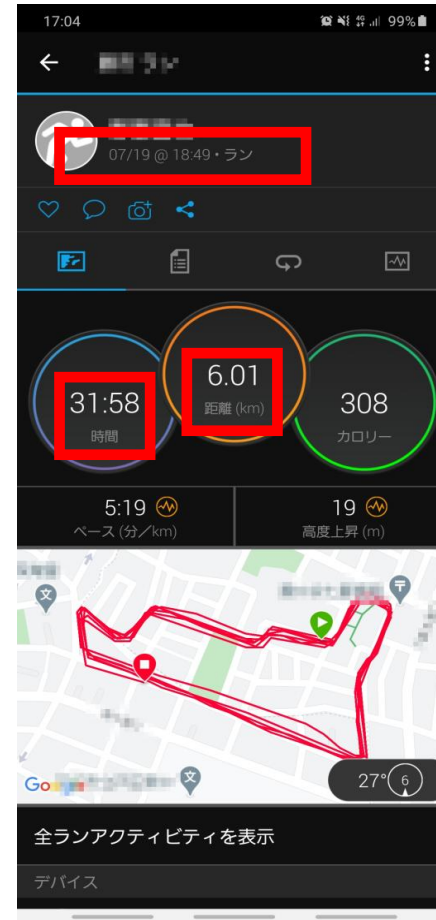 17:04 4G 99%
07/19 @ 18:49・ラン
6.01
距離 (km)
31:58
時間
308
カロリー
5:19
ペース (分／km)
19
高度上昇 (m)
文
〒
文
27° 6
全ランアクティビティを表示
デバイス